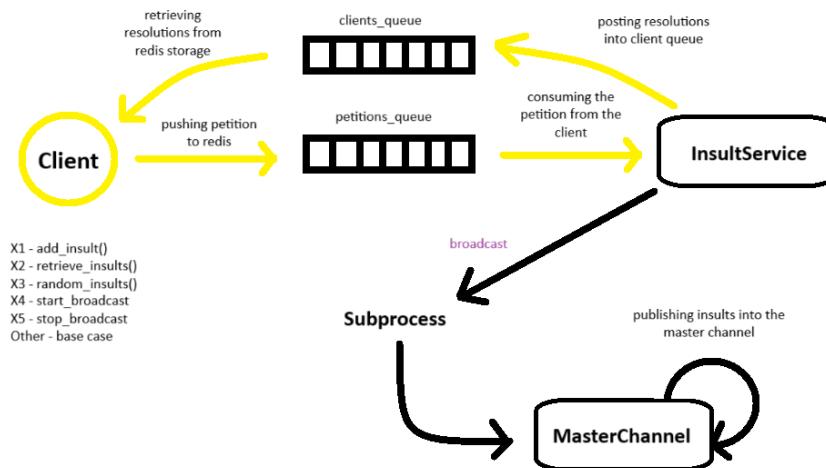 retrieving
resolutions from
redis storage
clients_queue
posting resolutions
into client queue
pushing petition
to redis
petitions_queue
consuming the
petition from the
client
Client
InsultService
X1 - add_insult()
X2 - retrieve_insults()
X3 - random_insults()
X4 - start_broadcast
X5 - stop_broadcast
Other - base case
broadcast
Subprocess
publishing insults into the
master channel
MasterChannel